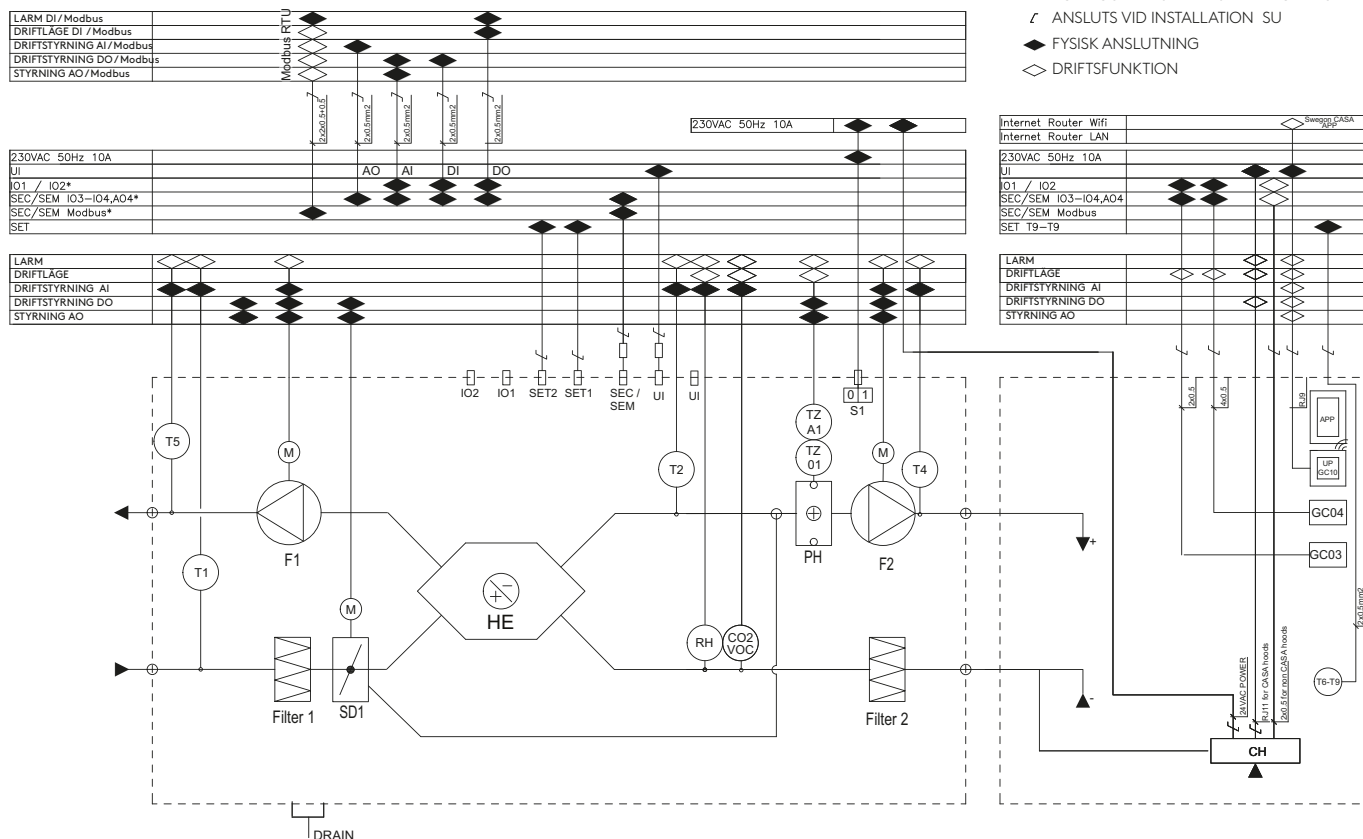 LARM DI/Modbus
DRIFTLÄGE DI /Modbus
DRIFTSTYRNING AI/Modbus
DRIFTSTYRNING DO/Modbus
STYRNING AO/Modbus
Modbus RTU
2x2x0.5+0.5
2x0.5mm2
2x0.5mm2
2x0.5mm2
2x0.5mm2
ANSLUTS VID INSTALLATION SU
FYSISK ANSLUTNING
DRIFTSFUNKTION
230VAC 50Hz 10A
Internet Router Wifi
Internet Router LAN
Swegon CASA
APP
230VAC 50Hz 10A
UI
IO1 / IO2*
SEC/SEM IO3-IO4,AO4*
SEC/SEM Modbus*
SET
AO AI DI DO
230VAC 50Hz 10A
UI
IO1 / IO2
SEC/SEM IO3-IO4,AO4
SEC/SEM Modbus
SET T9-T9
LARM
DRIFTLÄGE
DRIFTSTYRNING AI
DRIFTSTYRNING DO
STYRNING AO
LARM
DRIFTLÄGE
DRIFTSTYRNING AI
DRIFTSTYRNING DO
STYRNING AO
IO2 IO1 SET2 SET1 SEC /
SEM UI UI
0 1
S1
2x0.5
4x0.5
RJ9
APP
UP
GC10
GC04
GC03
12x0.5mm2
T6-T9
T5
M
F1
T1
M
HE
T2
TZ
A1
TZ
01
M
T4
PH
F2
RH
CO2
VOC
Filter 1
SD1
Filter 2
24VAC POWER
RJ11 for CASA hoods
2x0.5 for non CASA hoods
CH
+
-
DRAIN